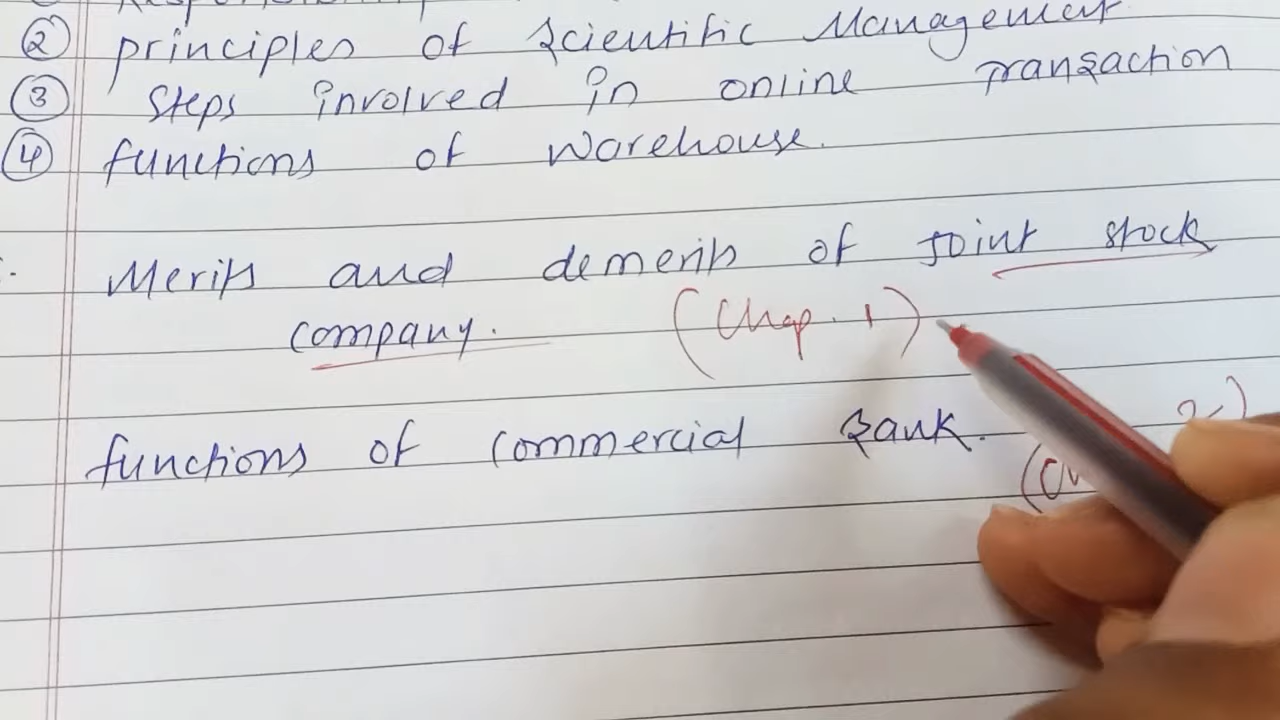 ② principles of Scientific Management
③ Steps involved in online Transaction
④ functions of Warehouse.
Merits and demerits of Joint stock
company. (Chap. 1)
functions of commercial Bank.